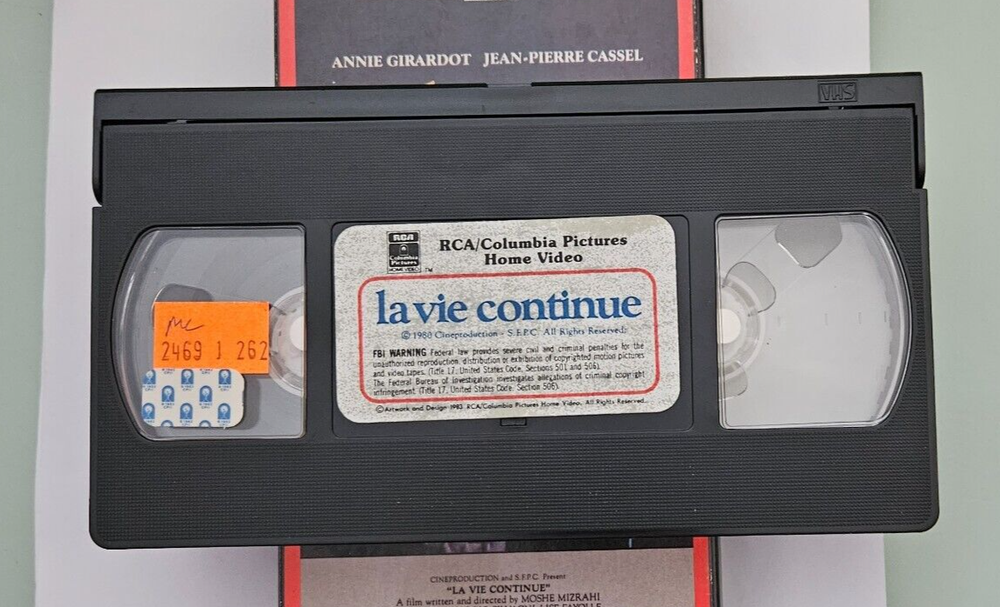 ANNIE GIRARDOT JEAN-PIERRE CASSEL
VHS
RCA
Columbia
Pictures
HOME VIDEO
TM
RCA/Columbia Pictures
Home Video
la vie continue
© 1980 Cineproduction - S.F.P.C. All Rights Reserved.
FBI WARNING Federal law provides severe civil and criminal penalties for the
unauthorized reproduction, distribution or exhibition of copyrighted motion pictures
and video tapes. (Title 17, United States Code, Sections 501 and 506).
The Federal Bureau of Investigation investigates allegations of criminal copyright
infringement. (Title 17, United States Code, Section 506).
© Artwork and Design 1983 RCA/Columbia Pictures Home Video. All Rights Reserved.
MC
2469 1 262
CINEPRODUCTION and S.F.P.C. Present
"LA VIE CONTINUE"
A film written and directed by MOSHE MIZRAHI